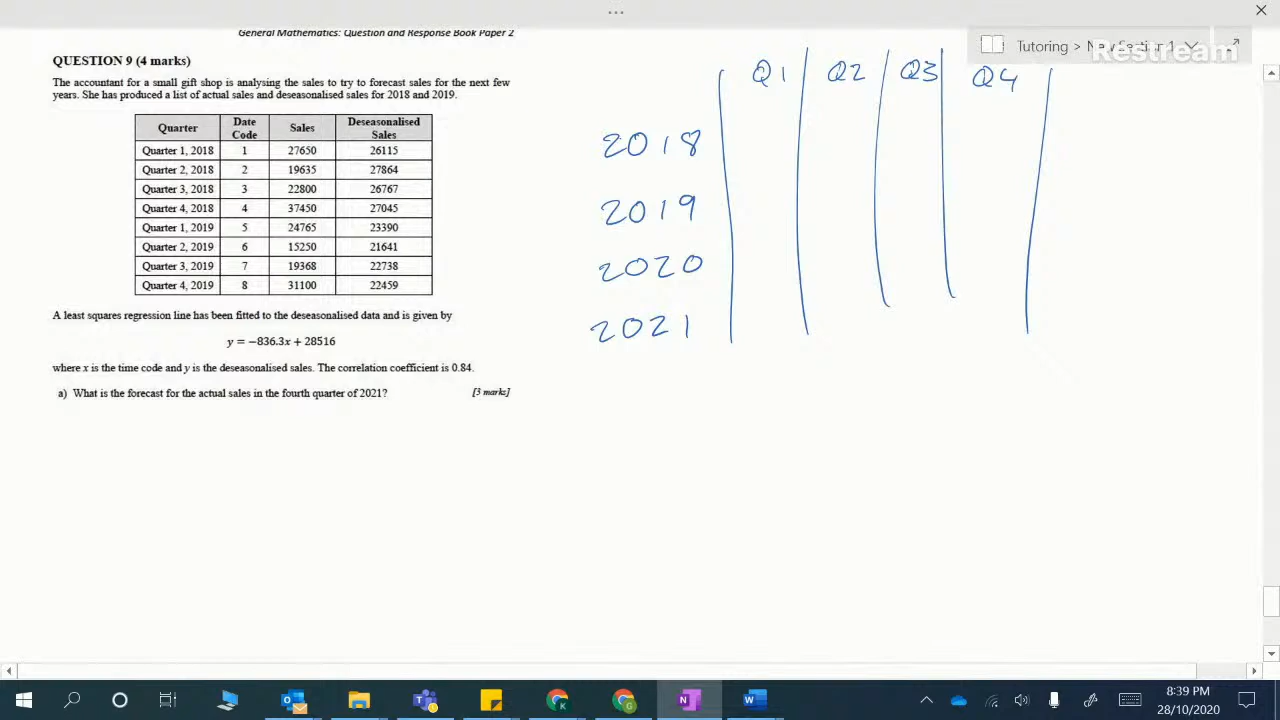 General Mathematics: Question and Response Book Paper 2
Tutoring > New Section 1
Restream
QUESTION 9 (4 marks)
The accountant for a small gift shop is analysing the sales to try to forecast sales for the next few
years. She has produced a list of actual sales and deseasonalised sales for 2018 and 2019.
Quarter Date Code Sales Deseasonalised Sales
Quarter 1, 2018 1 27650 26115
Quarter 2, 2018 2 19635 27864
Quarter 3, 2018 3 22800 26767
Quarter 4, 2018 4 37450 27045
Quarter 1, 2019 5 24765 23390
Quarter 2, 2019 6 15250 21641
Quarter 3, 2019 7 19368 22738
Quarter 4, 2019 8 31100 22459
A least squares regression line has been fitted to the deseasonalised data and is given by
y = −836.3x + 28516
where x is the time code and y is the deseasonalised sales. The correlation coefficient is 0.84.
a) What is the forecast for the actual sales in the fourth quarter of 2021? [3 marks]
Q1 Q2 Q3 Q4
2018
2019
2020
2021
8:39 PM
28/10/2020